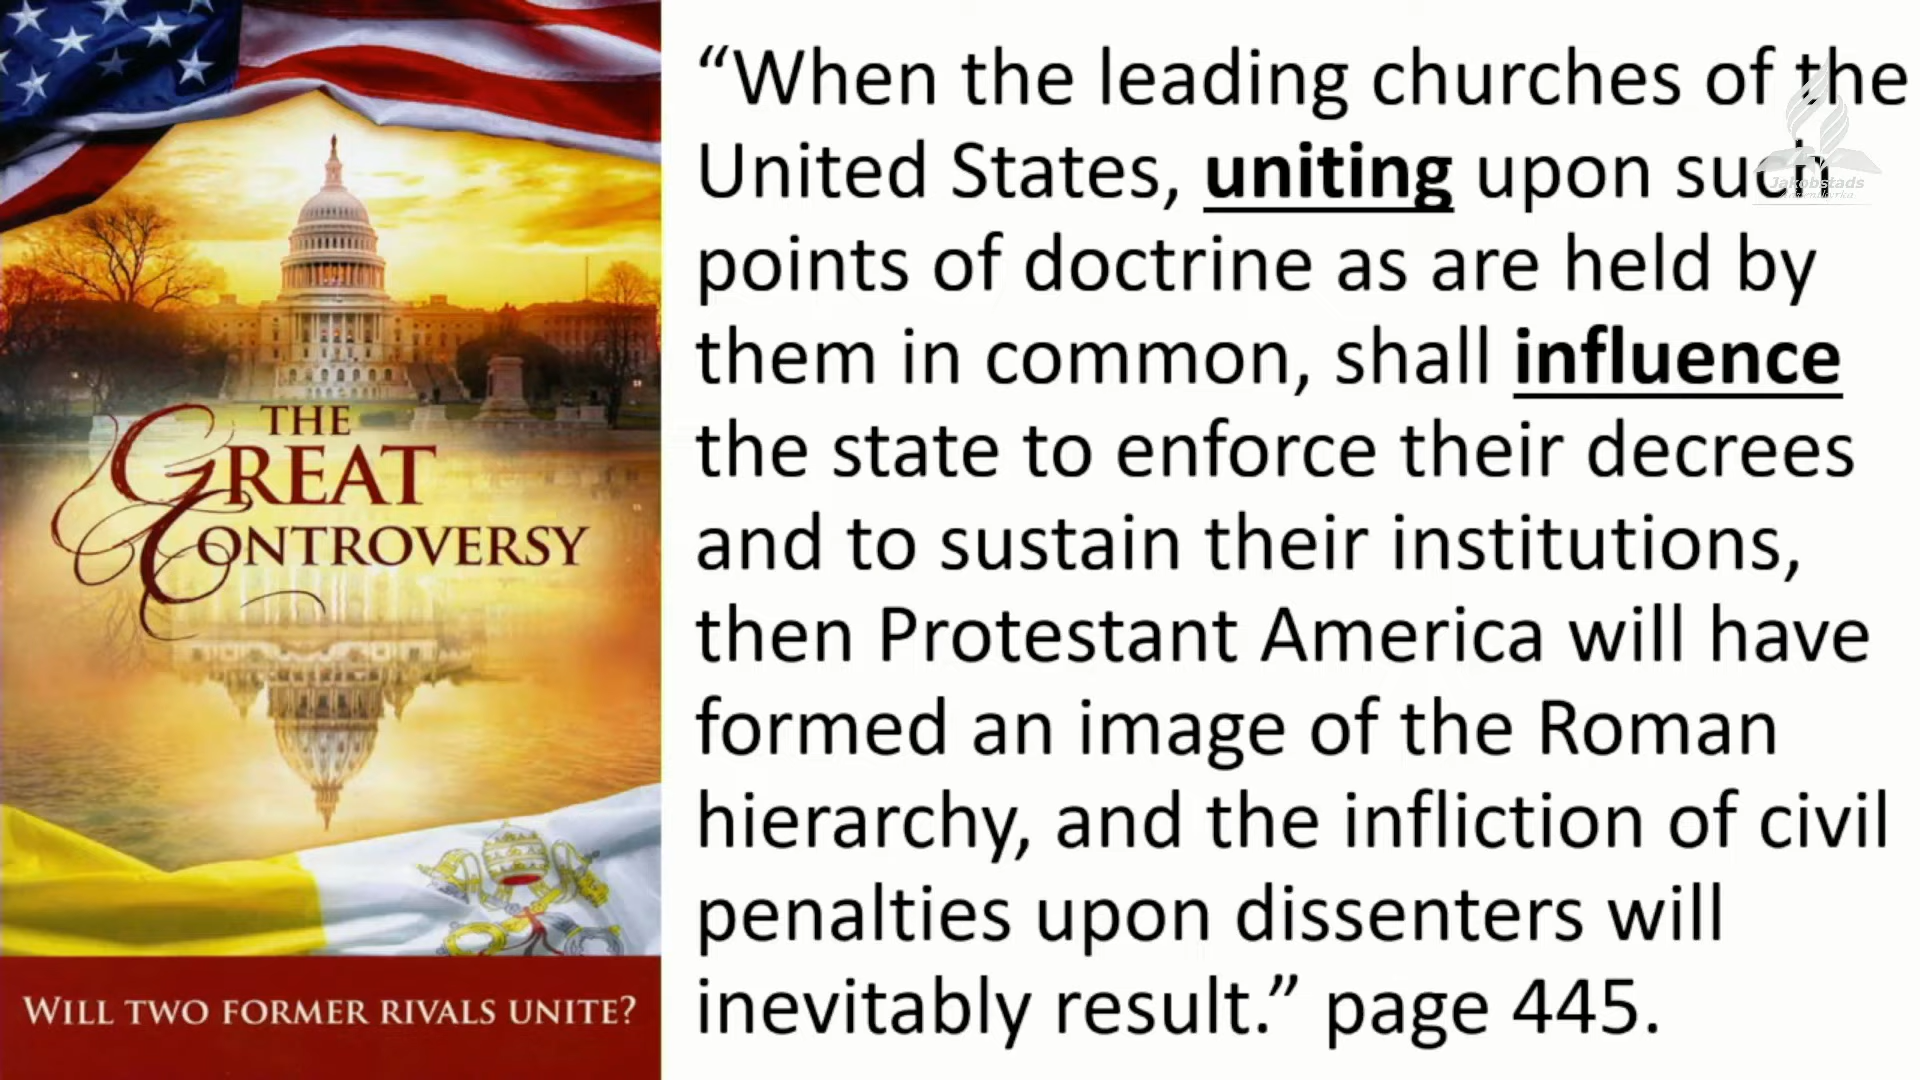 THE
GREAT
CONTROVERSY
WILL TWO FORMER RIVALS UNITE?
“When the leading churches of the
United States, uniting upon such
points of doctrine as are held by
them in common, shall influence
the state to enforce their decrees
and to sustain their institutions,
then Protestant America will have
formed an image of the Roman
hierarchy, and the infliction of civil
penalties upon dissenters will
inevitably result.” page 445.
Jakobstads